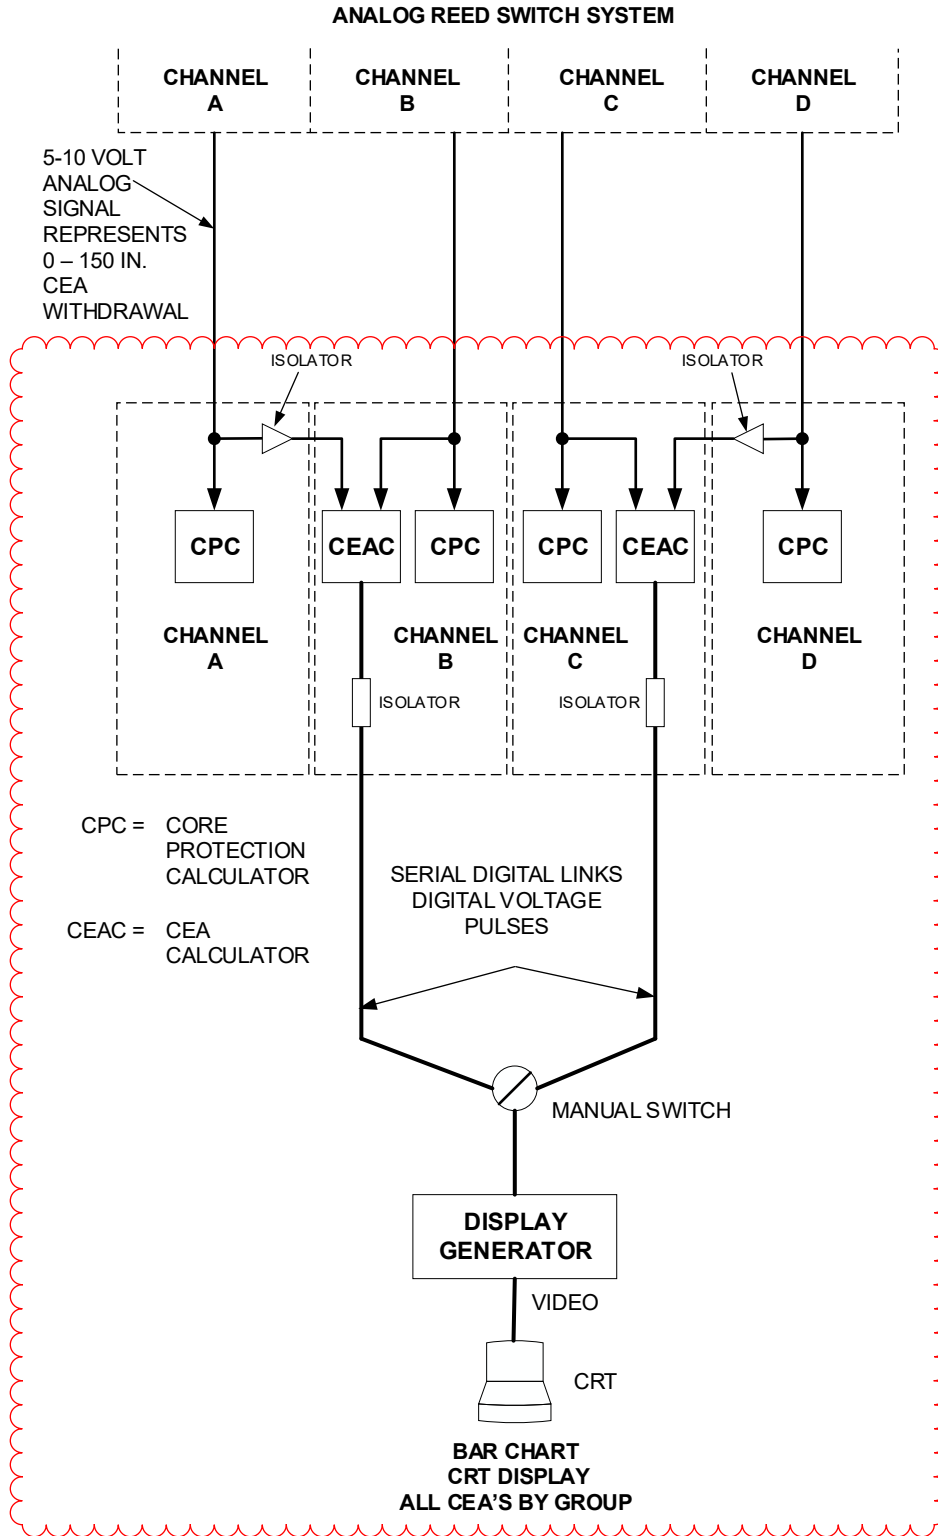 ANALOG REED SWITCH SYSTEM
CHANNEL
A
CHANNEL
B
CHANNEL
C
CHANNEL
D
5-10 VOLT
ANALOG
SIGNAL
REPRESENTS
0 – 150 IN.
CEA
WITHDRAWAL
ISOLATOR
ISOLATOR
CPC
CEAC
CPC
CPC
CEAC
CPC
CHANNEL
A
CHANNEL
B
CHANNEL
C
CHANNEL
D
ISOLATOR
ISOLATOR
CPC = CORE
PROTECTION
CALCULATOR
CEAC = CEA
CALCULATOR
SERIAL DIGITAL LINKS
DIGITAL VOLTAGE
PULSES
MANUAL SWITCH
DISPLAY
GENERATOR
VIDEO
CRT
BAR CHART
CRT DISPLAY
ALL CEA'S BY GROUP